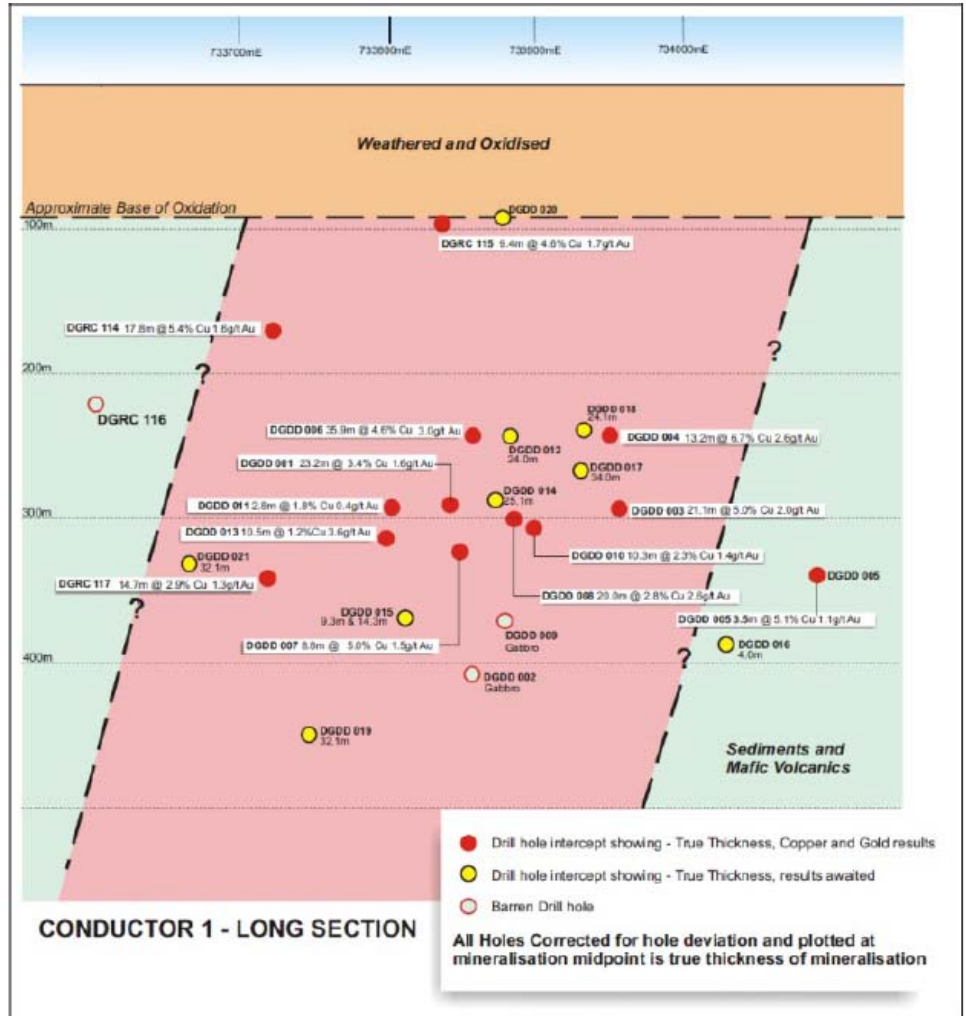 733700mE 733800mE 733900mE 734000mE
Weathered and Oxidised
Approximate Base of Oxidation
DGDD 020
100m
DGRC 115 9.4m @ 4.6% Cu 1.7g/t Au
DGRC 114 17.8m @ 5.4% Cu 1.6g/t Au
?
200m
?
DGRC 116
DGDD 018
24.1m
DGDD 006 35.9m @ 4.6% Cu 3.0g/t Au
DGDD 012
24.0m
DGDD 004 13.2m @ 6.7% Cu 2.6g/t Au
DGDD 001 23.2m @ 3.4% Cu 1.6g/t Au
DGDD 017
DGDD 014
25.1m
DGDD 011 2.8m @ 1.8% Cu 0.4g/t Au
300m
DGDD 003 21.1m @ 5.0% Cu 2.0g/t Au
DGDD 013 10.5m @ 1.2%Cu 3.6g/t Au
DGDD 010 10.3m @ 2.3% Cu 1.4g/t Au
DGDD 021
32.1m
DGRC 117 14.7m @ 2.9% Cu 1.3g/t Au
DGDD 005
DGDD 008 20.0m @ 2.8% Cu 2.6g/t Au
?
DGDD 015
9.3m & 14.3m
DGDD 005 3.5m @ 5.1% Cu 1.1g/t Au
DGDD 009
Gabbro
DGDD 007 8.8m @ 5.0% Cu 1.5g/t Au
DGDD 016
4.0m
400m
?
DGDD 002
Gabbro
DGDD 019
Sediments and
Mafic Volcanics
Drill hole intercept showing - True Thickness, Copper and Gold results
Drill hole intercept showing - True Thickness, results awaited
Barren Drill hole
CONDUCTOR 1 - LONG SECTION
All Holes Corrected for hole deviation and plotted at
mineralisation midpoint is true thickness of mineralisation